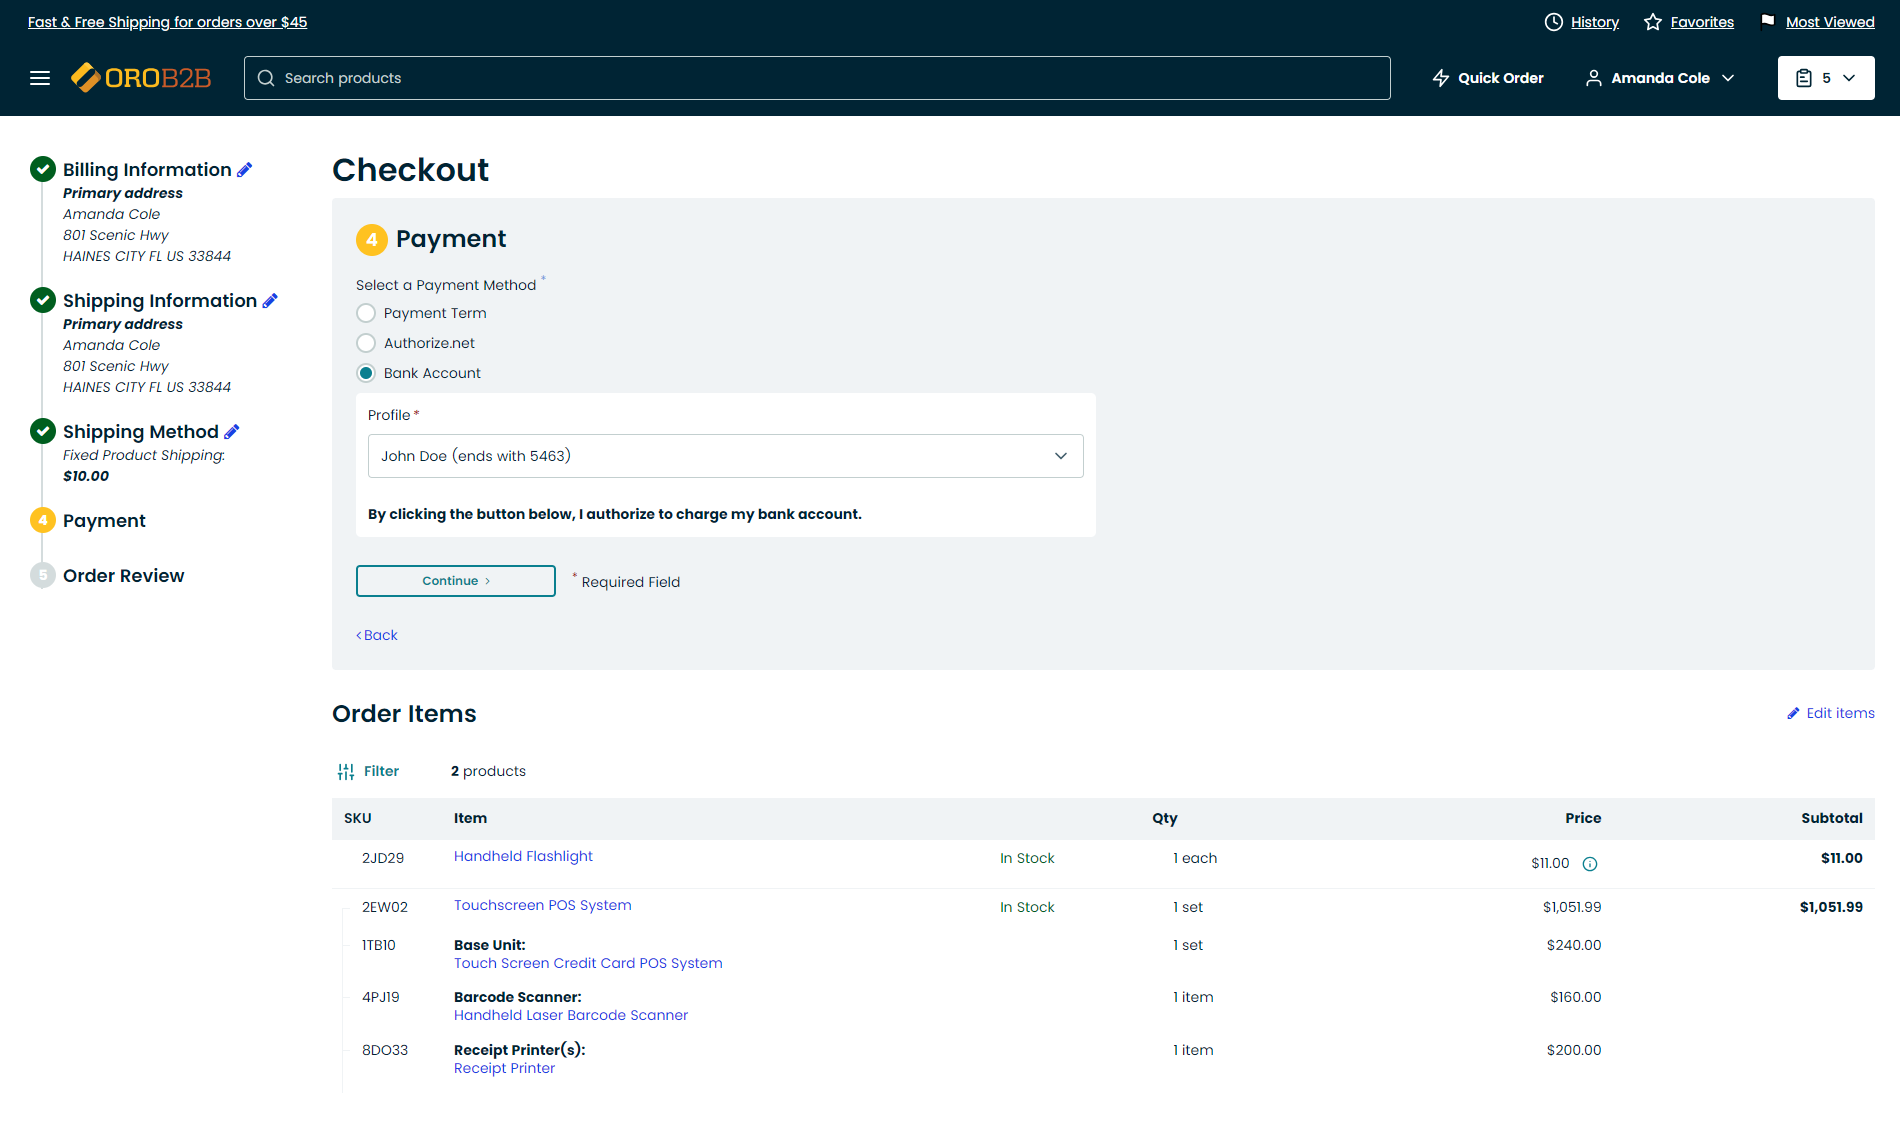 Fast & Free Shipping for orders over $45
History
Favorites
Most Viewed
OROB2B
Search products
Quick Order
Amanda Cole
5
Billing Information
Primary address
Amanda Cole
801 Scenic Hwy
HAINES CITY FL US 33844
Shipping Information
Primary address
Amanda Cole
801 Scenic Hwy
HAINES CITY FL US 33844
Shipping Method
Fixed Product Shipping:
$10.00
4 Payment
5 Order Review
Checkout
4 Payment
Select a Payment Method *
Payment Term
Authorize.net
Bank Account
Profile *
John Doe (ends with 5463)
By clicking the button below, I authorize to charge my bank account.
Continue >
* Required Field
< Back
Order Items
Edit items
Filter
2 products
SKU Item Qty Price Subtotal
2JD29 Handheld Flashlight In Stock 1 each $11.00 $11.00
2EW02 Touchscreen POS System In Stock 1 set $1,051.99 $1,051.99
1TB10 Base Unit: 1 set $240.00
Touch Screen Credit Card POS System
4PJ19 Barcode Scanner: 1 item $160.00
Handheld Laser Barcode Scanner
8DO33 Receipt Printer(s): 1 item $200.00
Receipt Printer